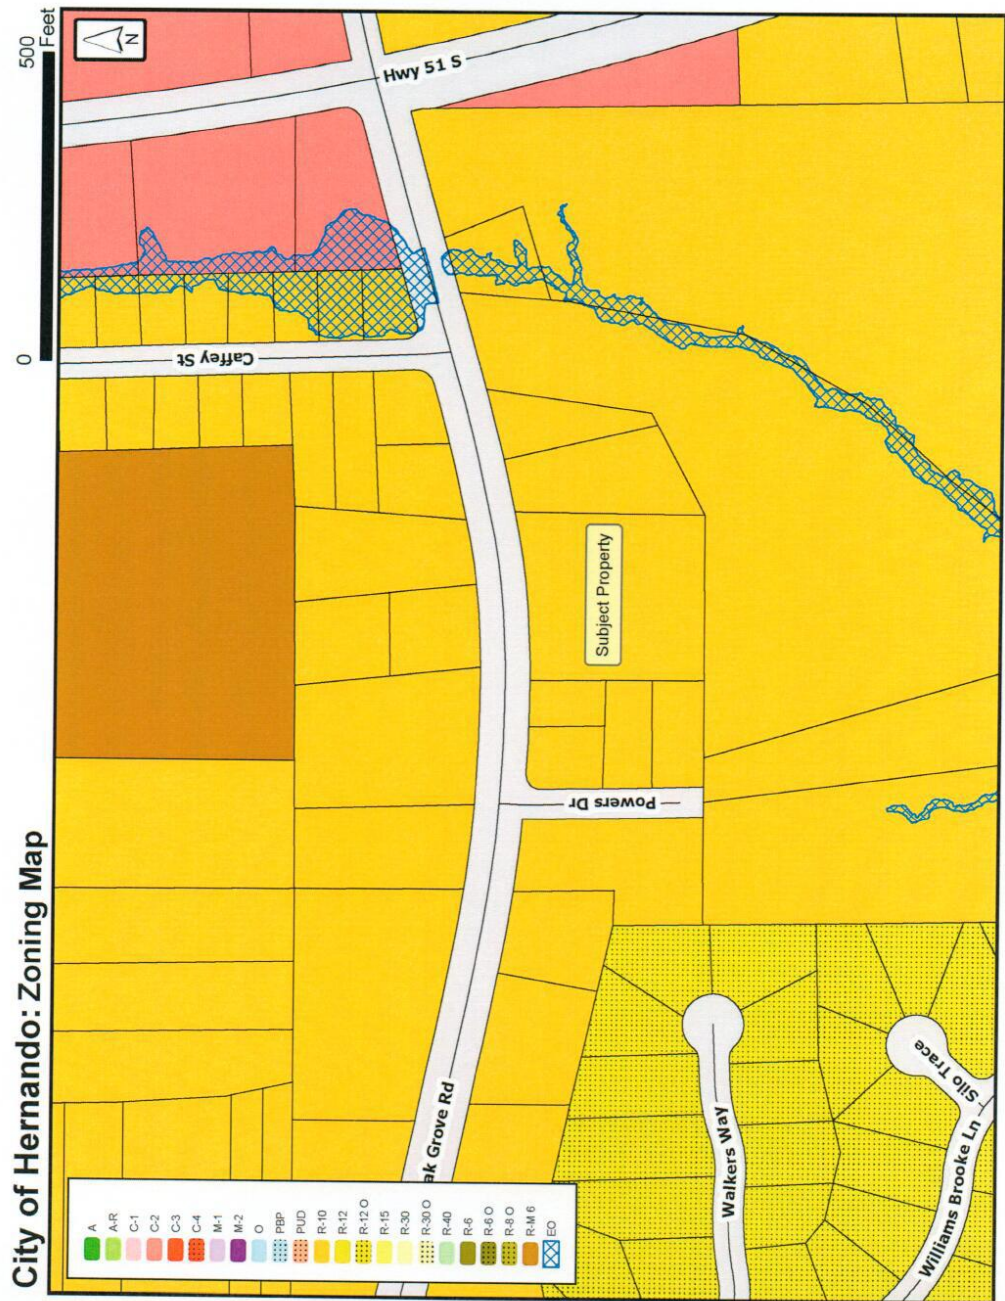 City of Hernando: Zoning Map
0
500
Feet
N
A
A-R
C-1
C-2
C-3
C-4
M-1
M-2
O
PBP
PUD
R-10
R-12
R-12 O
R-15
R-30
R-30 O
R-40
R-6
R-6 O
R-8 O
R-M 6
EO
Hwy 51 S
Caffey St
Subject Property
Powers Dr
ak Grove Rd
Walkers Way
Silo Trace
Williams Brooke Ln